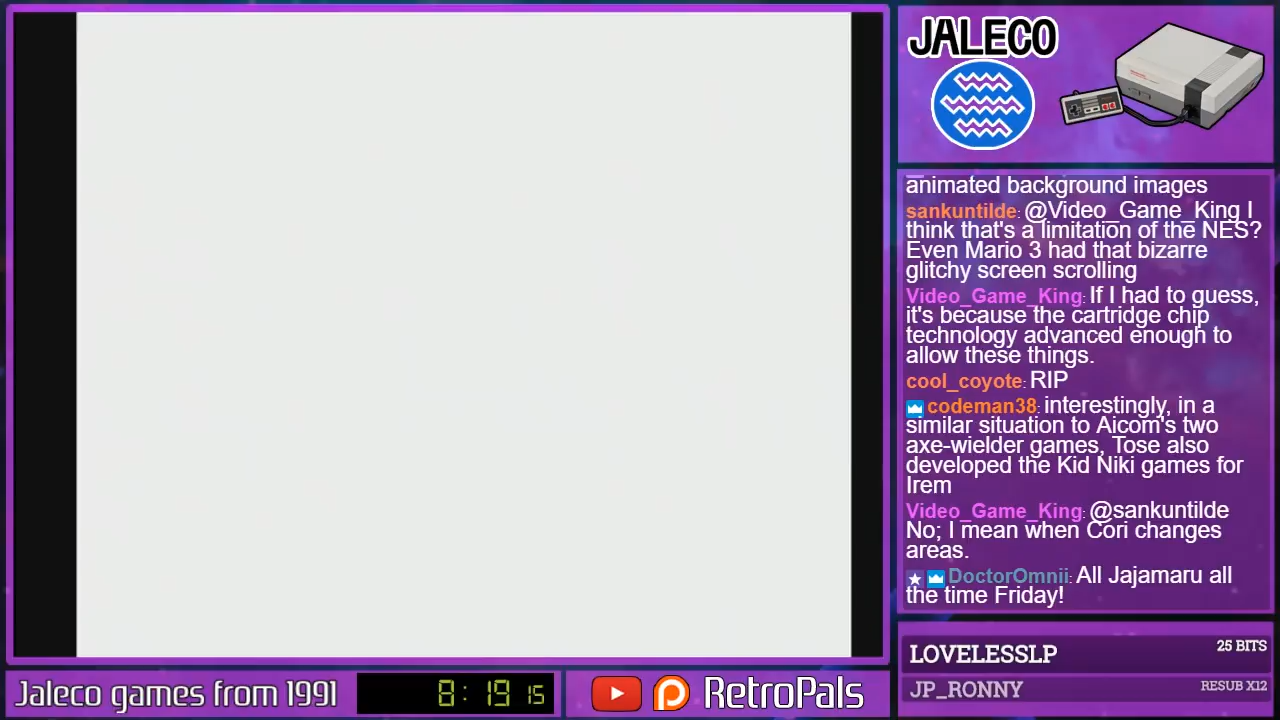 JALECO
animated background images
sankuntilde: @Video_Game_King I
think that's a limitation of the NES?
Even Mario 3 had that bizarre
glitchy screen scrolling
Video_Game_King: If I had to guess,
it's because the cartridge chip
technology advanced enough to
allow these things.
cool_coyote: RIP
codeman38: interestingly, in a
similar situation to Aicom's two
axe-wielder games, Tose also
developed the Kid Niki games for
Irem
Video_Game_King: @sankuntilde
No; I mean when Cori changes
areas.
DoctorOmnii: All Jajamaru all
the time Friday!
LOVELESSLP 25 BITS
JP_RONNY RESUB X12
Jaleco games from 1991 8:19 15 RetroPals